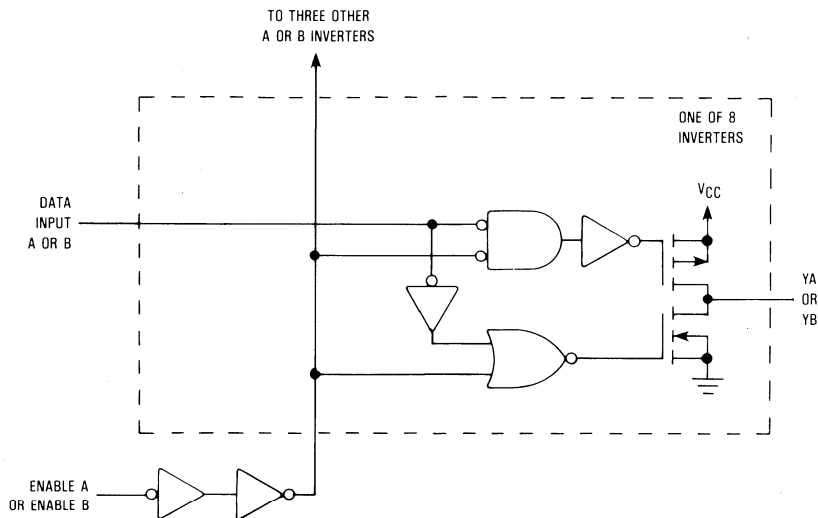 TO THREE OTHER
A OR B INVERTERS
ONE OF 8
INVERTERS
VCC
DATA
INPUT
A OR B
YA
OR
YB
ENABLE A
OR ENABLE B